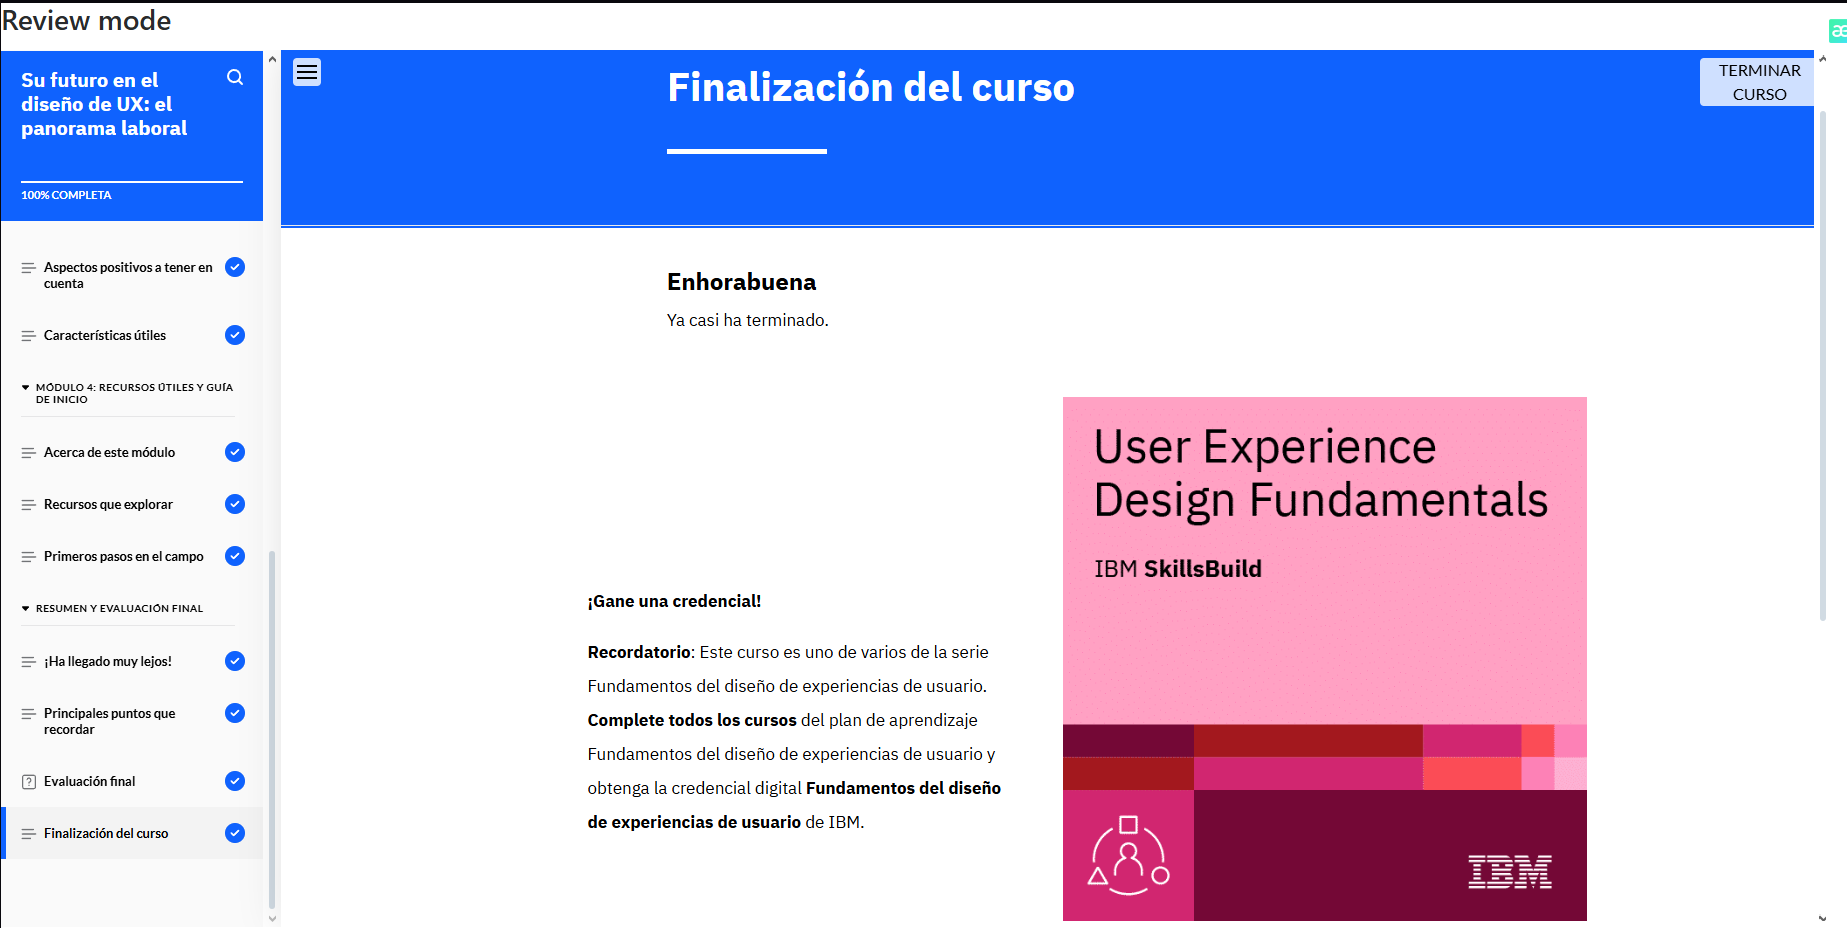 Review mode
æ
Su futuro en el
diseño de UX: el
panorama laboral
100% COMPLETA
Aspectos positivos a tener en
cuenta
Características útiles
MÓDULO 4: RECURSOS ÚTILES Y GUÍA
DE INICIO
Acerca de este módulo
Recursos que explorar
Primeros pasos en el campo
RESUMEN Y EVALUACIÓN FINAL
¡Ha llegado muy lejos!
Principales puntos que
recordar
Evaluación final
Finalización del curso
Finalización del curso
TERMINAR
CURSO
Enhorabuena
Ya casi ha terminado.
¡Gane una credencial!
Recordatorio: Este curso es uno de varios de la serie
Fundamentos del diseño de experiencias de usuario.
Complete todos los cursos del plan de aprendizaje
Fundamentos del diseño de experiencias de usuario y
obtenga la credencial digital Fundamentos del diseño
de experiencias de usuario de IBM.
User Experience
Design Fundamentals
IBM SkillsBuild
IBM